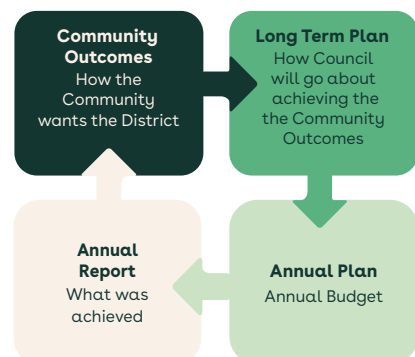 Community
Outcomes
How the
Community
wants the District
Long Term Plan
How Council
will go about
achieving the
the Community
Outcomes
Annual
Report
What was
achieved
Annual Plan
Annual Budget